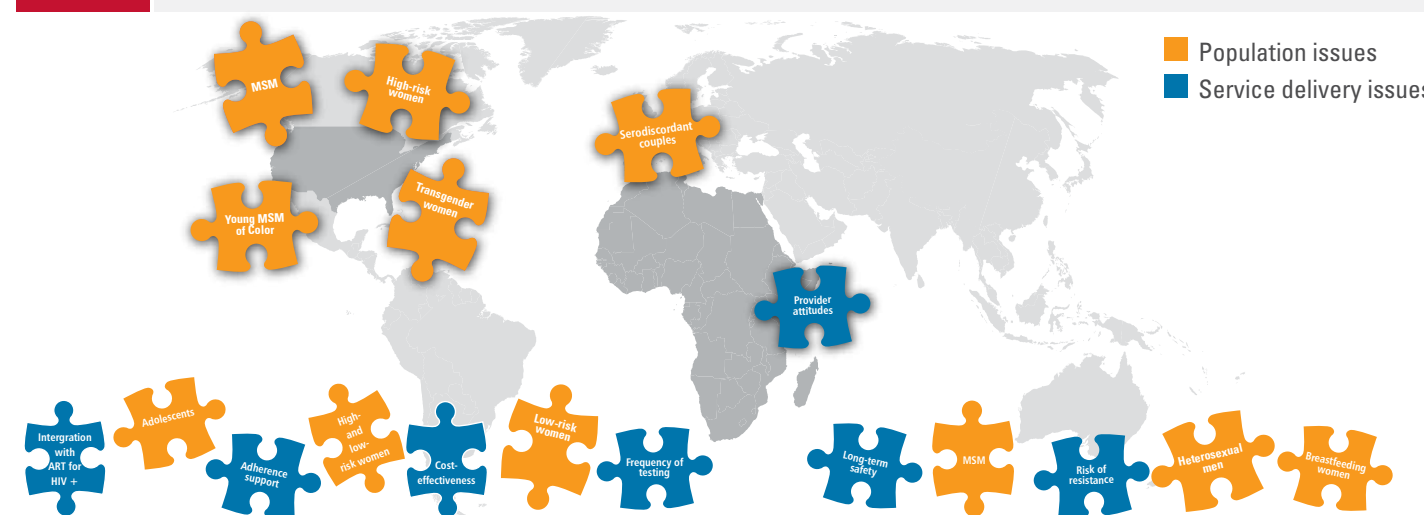 Population issues
Service delivery issues
MSM
High-risk
women
Serodiscordant
couples
Young MSM
of Color
Transgender
women
Provider
attitudes
Intergration
with
ART for
HIV +
Adolescents
Adherence
support
High-
and
low-
risk women
Cost-
effectiveness
Low-risk
women
Frequency of
testing
Long-term
safety
MSM
Risk of
resistance
Heterosexual
men
Breastfeeding
women